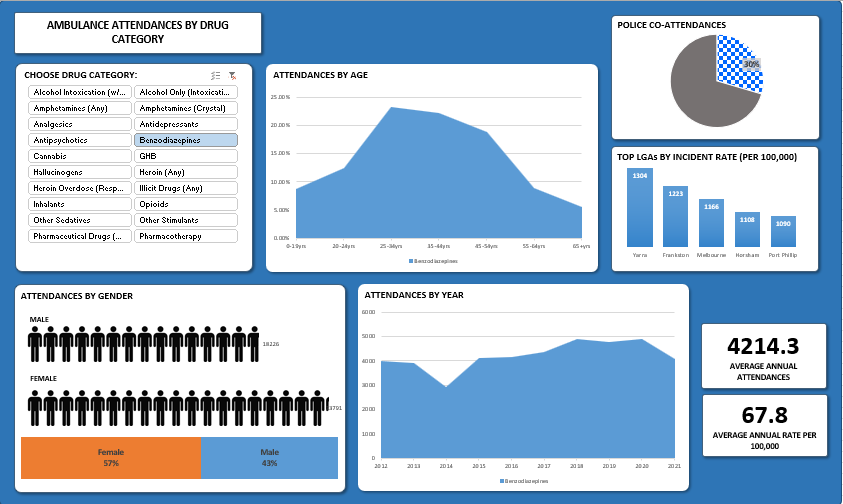 AMBULANCE ATTENDANCES BY DRUG
CATEGORY
CHOOSE DRUG CATEGORY:
Alcohol Intoxication (w/...
Alcohol Only (Intoxicati...
Amphetamines (Any)
Amphetamines (Crystal)
Analgesics
Antidepressants
Antipsychotics
Benzodiazepines
Cannabis
GHB
Hallucinogens
Heroin (Any)
Heroin Overdose (Resp...
Illicit Drugs (Any)
Inhalants
Opioids
Other Sedatives
Other Stimulants
Pharmaceutical Drugs (...
Pharmacotherapy
ATTENDANCES BY AGE
25.00%
20.00%
15.00%
10.00%
5.00%
0.00%
0-19yrs 20-24yrs 25-34yrs 35-44yrs 45-54yrs 55-64yrs 65+yrs
Benzodiazepines
POLICE CO-ATTENDANCES
30%
TOP LGAs BY INCIDENT RATE (PER 100,000)
1304
1223
1166
1108
1090
Yarra Frankston Melbourne Horsham Port Phillip
ATTENDANCES BY GENDER
MALE
18226
FEMALE
3791
Female
57%
Male
43%
ATTENDANCES BY YEAR
6000
5000
4000
3000
2000
1000
0
2012 2013 2014 2015 2016 2017 2018 2019 2020 2021
Benzodiazepines
4214.3
AVERAGE ANNUAL
ATTENDANCES
67.8
AVERAGE ANNUAL RATE PER
100,000